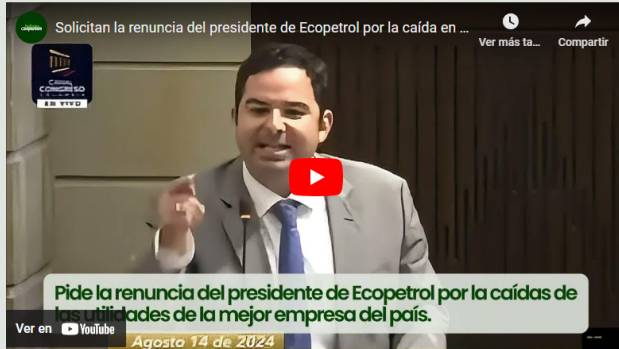 Solicitan la renuncia del presidente de Ecopetrol por la caída en ...
Ver más ta...
Compartir
CONGRESO
EN VIVO
Pide la renuncia del presidente de Ecopetrol por la caídas de
las utilidades de la mejor empresa del país.
Ver en YouTube
Agosto 14 de 2024